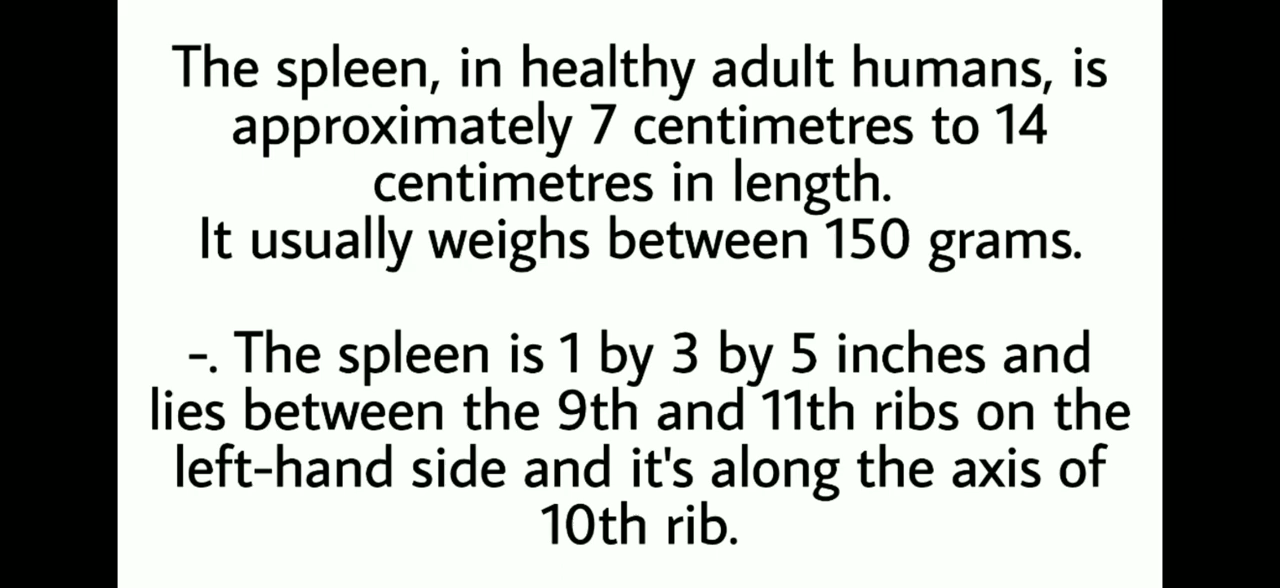 The spleen, in healthy adult humans, is
approximately 7 centimetres to 14
centimetres in length.
It usually weighs between 150 grams.
-. The spleen is 1 by 3 by 5 inches and
lies between the 9th and 11th ribs on the
left-hand side and it's along the axis of
10th rib.